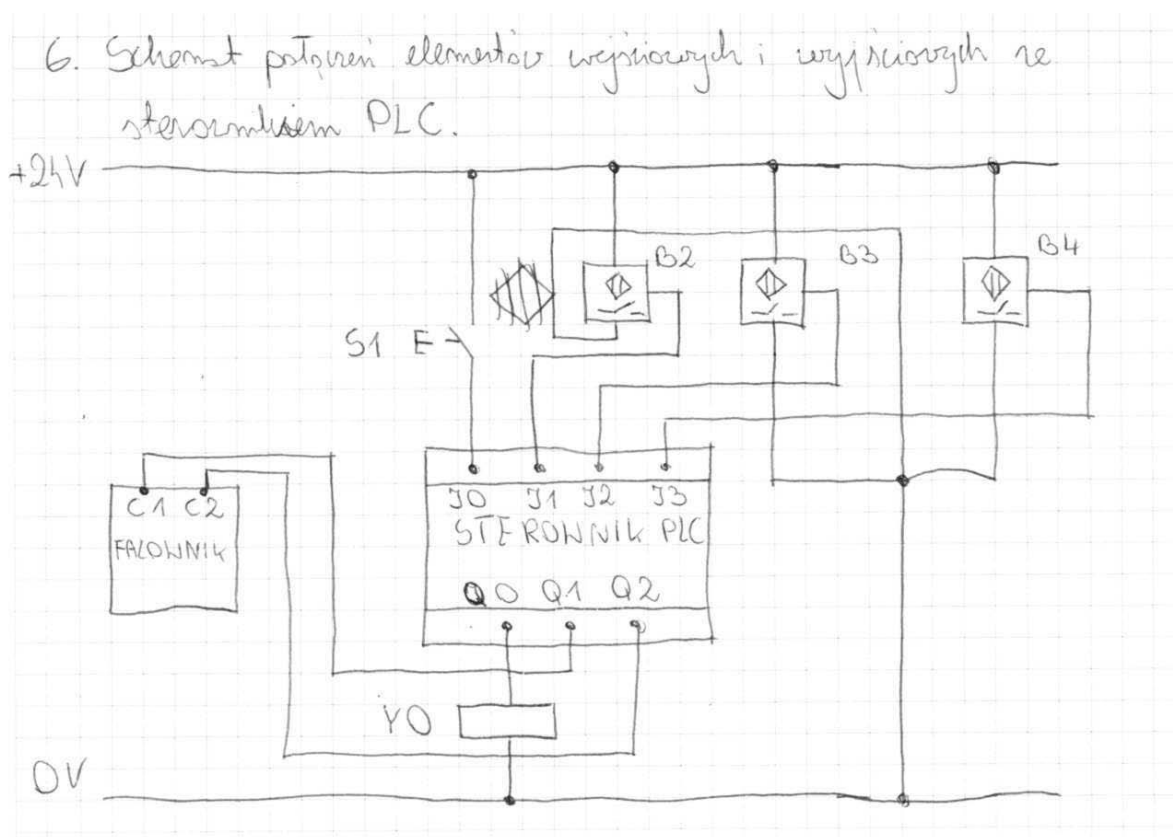 6. Schemat połączeń elementów wejściowych i wyjściowych ze
sterownikiem PLC.
+24V
B2
B3
B4
S1
C1 C2
FALOWNIK
I0 I1 I2 I3
STEROWNIK PLC
Q0 Q1 Q2
Y0
0V